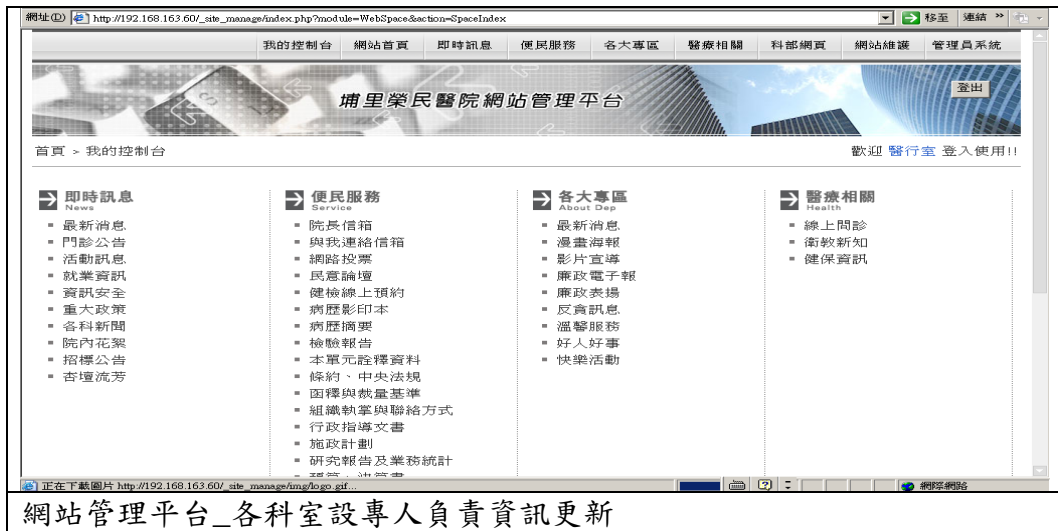 網址(D) http://192.168.163.60/_site_manage/index.php?module=WebSpace&action=SpaceIndex 移至 連結 »
我的控制台 網站首頁 即時訊息 便民服務 各大專區 醫療相關 科部網頁 網站維護 管理員系統
埔里榮民醫院網站管理平台
登出
首頁 > 我的控制台
歡迎 醫行室 登入使用!!
即時訊息
News
最新消息
門診公告
活動訊息
就業資訊
資訊安全
重大政策
各科新聞
院內花絮
招標公告
杏壇流芳
便民服務
Service
院長信箱
與我連絡信箱
網路投票
民意論壇
健檢線上預約
病歷影印本
病歷摘要
檢驗報告
本單元詮釋資料
條約、中央法規
函釋與裁量基準
組織執掌與聯絡方式
行政指導文書
施政計劃
研究報告及業務統計
預算、決算書
各大專區
About Dep
最新消息
漫畫海報
影片宣導
廉政電子報
廉政表揚
反貪訊息
溫馨服務
好人好事
快樂活動
醫療相關
Health
線上問診
衛教新知
健保資訊
正在下載圖片 http://192.168.163.60/_site_manage/img/logo.gif...
網際網路
網站管理平台_各科室設專人負責資訊更新